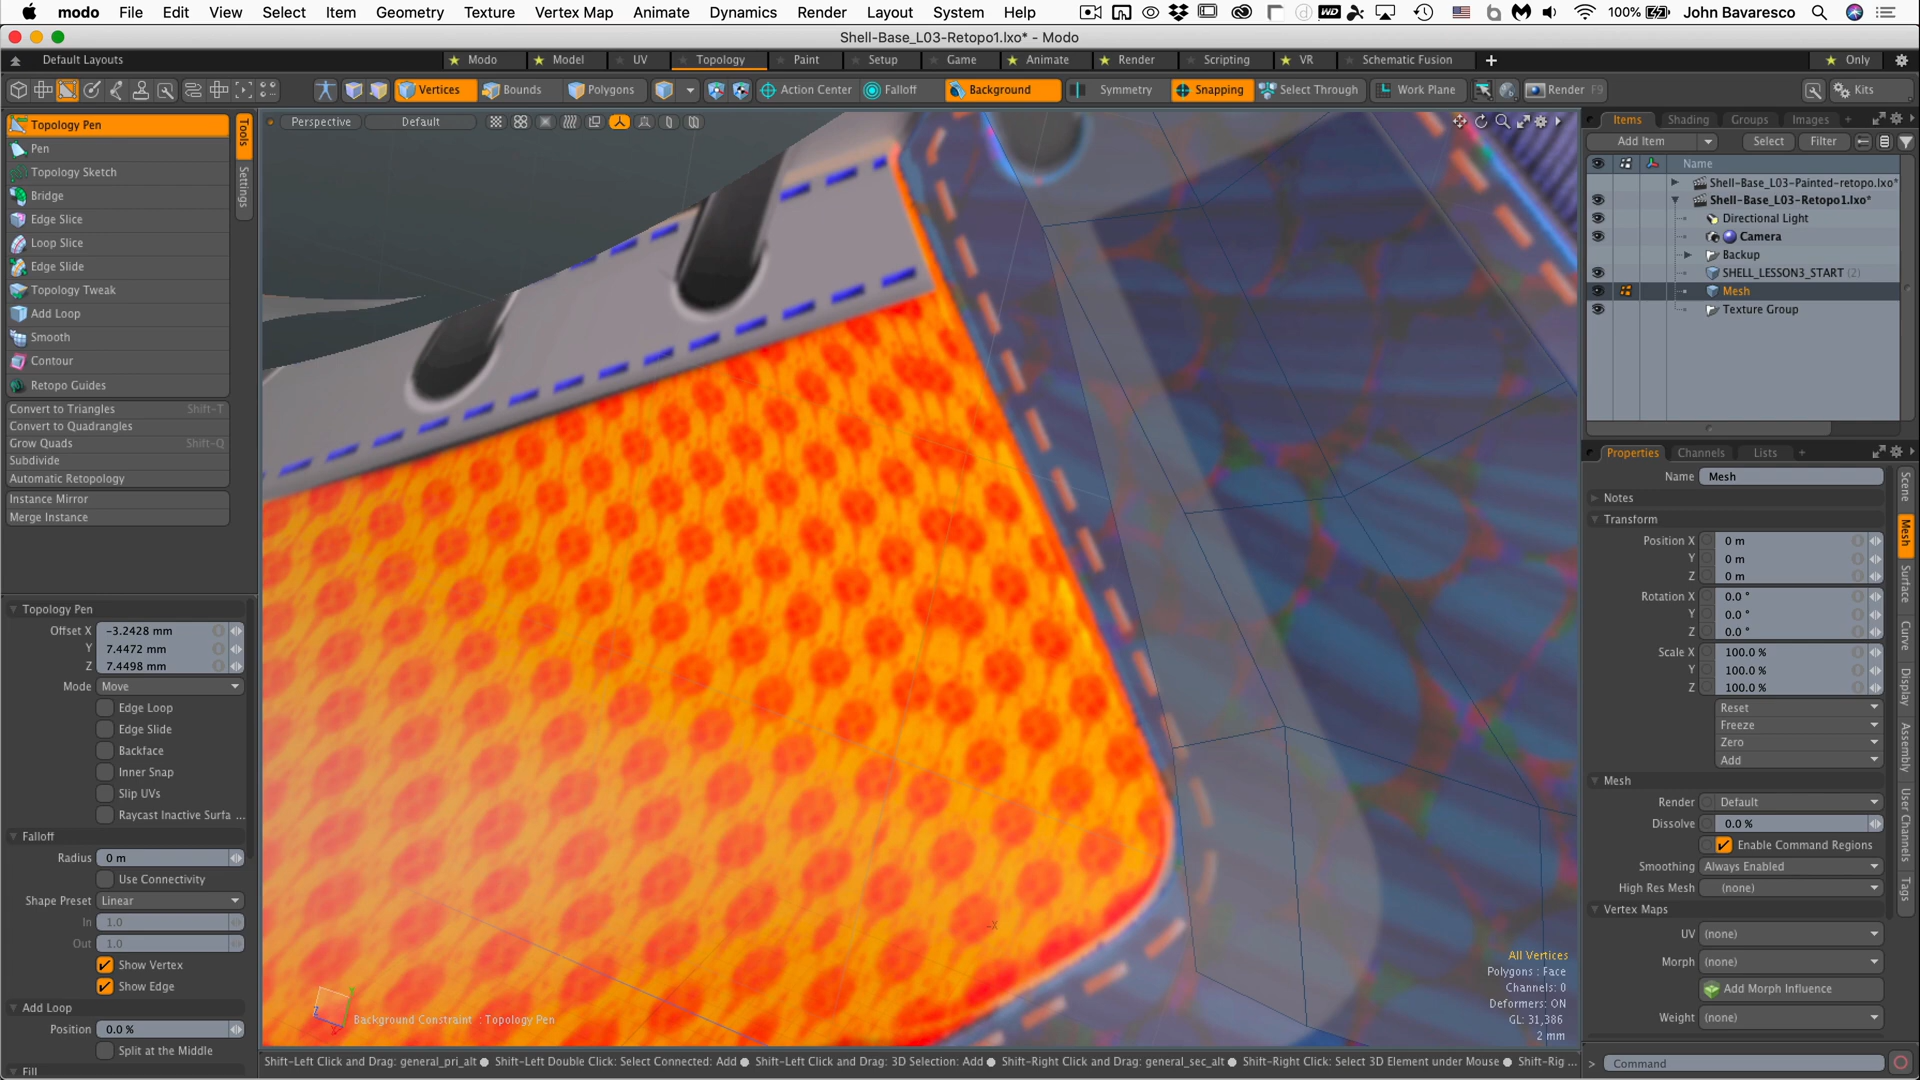 modo File Edit View Select Item Geometry Texture Vertex Map Animate Dynamics Render Layout System Help
WD 100% John Bavaresco
Shell-Base_L03-Retopo1.lxo* - Modo
Default Layouts Modo Model UV Topology Paint Setup Game Animate Render Scripting VR Schematic Fusion + Only
Vertices Bounds Polygons Action Center Falloff Background Symmetry Snapping Select Through Work Plane Render F9 Kits
Topology Pen
Pen
Topology Sketch
Bridge
Edge Slice
Loop Slice
Edge Slide
Topology Tweak
Add Loop
Smooth
Contour
Retopo Guides
Convert to Triangles Shift-T
Convert to Quadrangles
Grow Quads Shift-Q
Subdivide
Automatic Retopology
Instance Mirror
Merge Instance
Tools
Settings
Topology Pen
Offset X -3.2428 mm
Y 7.4472 mm
Z 7.4498 mm
Mode Move
Edge Loop
Edge Slide
Backface
Inner Snap
Slip UVs
Raycast Inactive Surfa ...
Falloff
Radius 0 m
Use Connectivity
Shape Preset Linear
In 1.0
Out 1.0
Show Vertex
Show Edge
Add Loop
Position 0.0 %
Split at the Middle
Fill
Perspective Default
-X
Background Constraint : Topology Pen
All Vertices
Polygons : Face
Channels: 0
Deformers: ON
GL: 31,386
2 mm
Shift-Left Click and Drag: general_pri_alt ● Shift-Left Double Click: Select Connected: Add ● Shift-Left Click and Drag: 3D Selection: Add ● Shift-Right Click and Drag: general_sec_alt ● Shift-Right Click: Select 3D Element under Mouse ● Shift-Rig ...
Items Shading Groups Images +
Add Item Select Filter
Name
Shell-Base_L03-Painted-retopo.lxo*
Shell-Base_L03-Retopo1.lxo*
Directional Light
Camera
Backup
SHELL_LESSON3_START (2)
Mesh
Texture Group
Properties Channels Lists +
Name Mesh
Notes
Transform
Position X 0 m
Y 0 m
Z 0 m
Rotation X 0.0 °
Y 0.0 °
Z 0.0 °
Scale X 100.0 %
Y 100.0 %
Z 100.0 %
Reset
Freeze
Zero
Add
Mesh
Render Default
Dissolve 0.0 %
Enable Command Regions
Smoothing Always Enabled
High Res Mesh (none)
Vertex Maps
UV (none)
Morph (none)
Add Morph Influence
Weight (none)
Scene
Mesh
Surface
Curve
Display
Assembly
User Channels
Tags
> Command